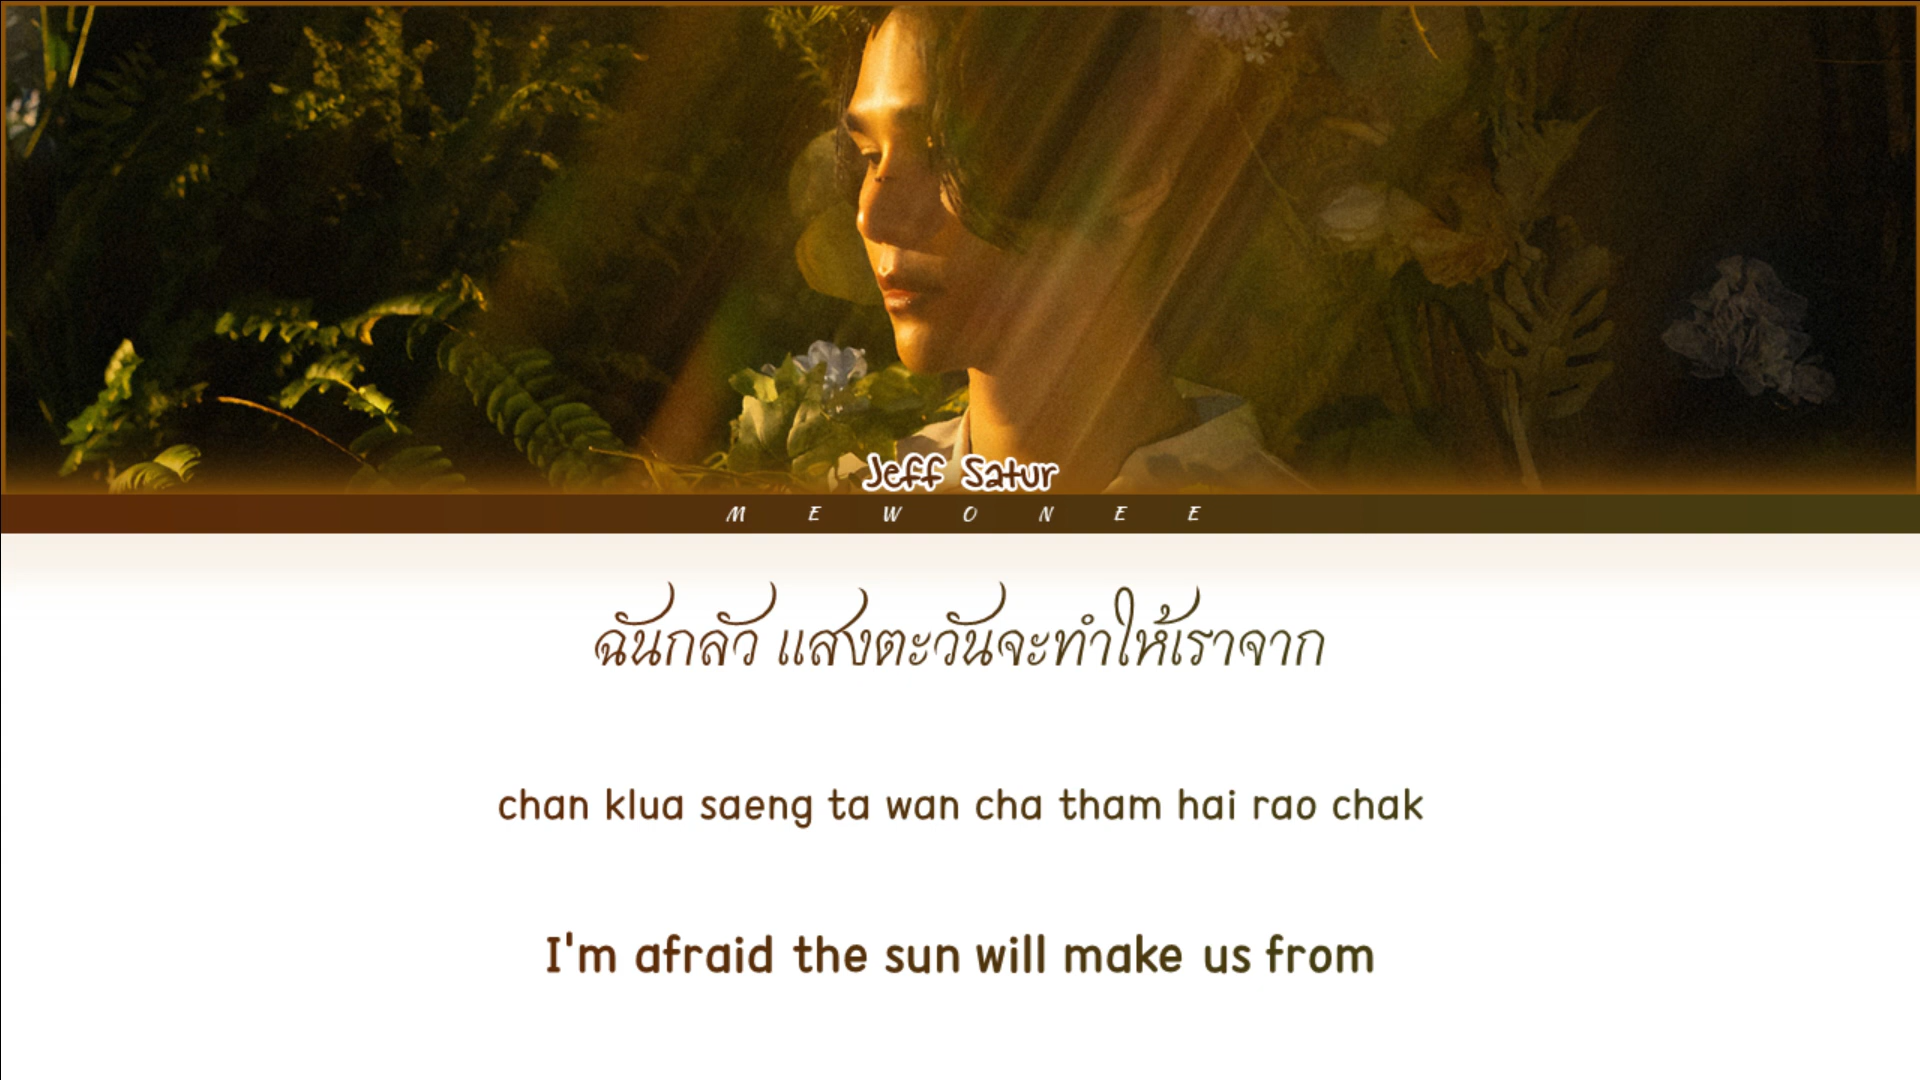 Jeff Satur
MEWONEE
ฉันกลัว แสงตะวันจะทำให้เราจาก
chan klua saeng ta wan cha tham hai rao chak
I'm afraid the sun will make us from